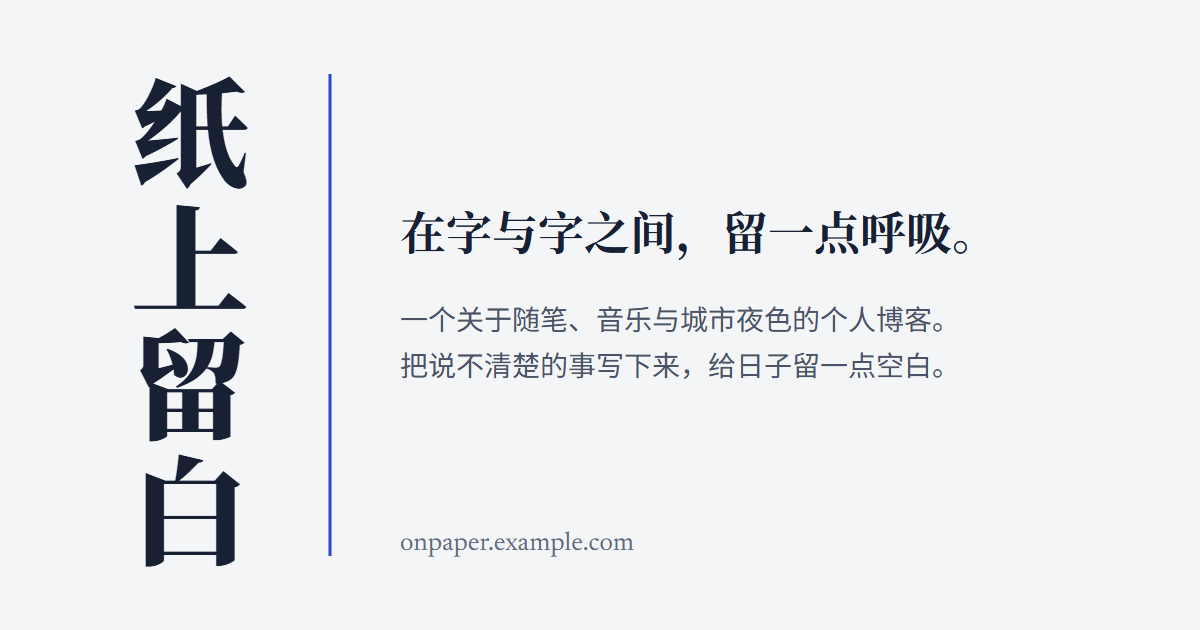 纸上留白
在字与字之间，留一点呼吸。
一个关于随笔、音乐与城市夜色的个人博客。
把说不清楚的事写下来，给日子留一点空白。
onpaper.example.com